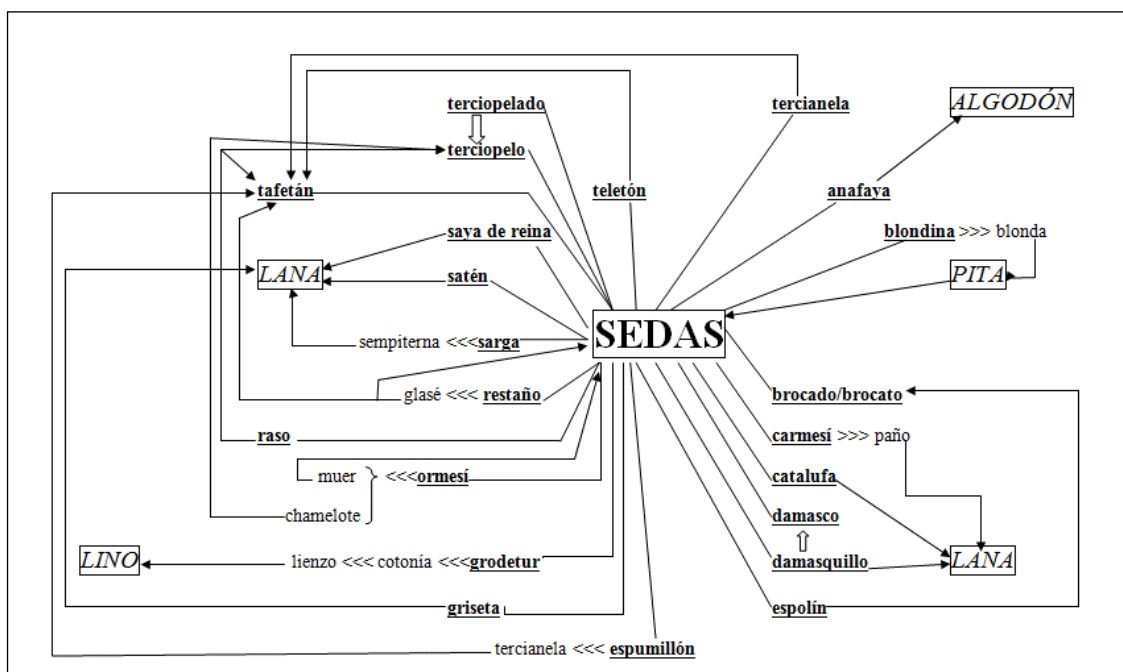 terciopelado tercianela ALGODÓN
terciopelo
tafetán teletón anafaya
saya de reina blondina >>> blonda
LANA satén PITA
SEDAS
sempiterna <<<sarga
glasé <<< restaño brocado/brocato
raso carmesí >>> paño
muer } <<<ormesí catalufa
chamelote damasco
LINO lienzo <<< cotonía <<<grodetur damasquillo LANA
griseta espolín
tercianela <<< espumillón